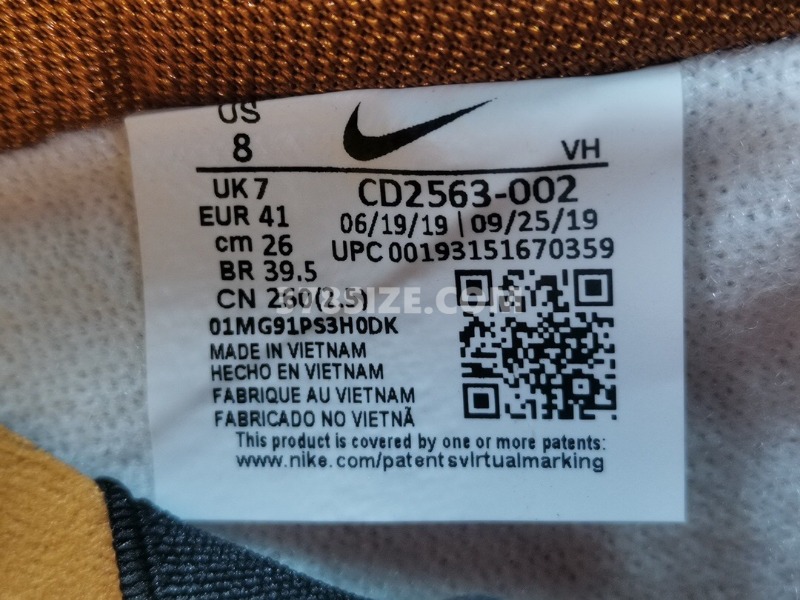 US
8
VH
UK 7
CD2563-002
EUR 41
06/19/19 | 09/25/19
cm 26
UPC 00193151670359
BR 39.5
CN 260(2.5)
01MG91PS3H0DK
MADE IN VIETNAM
HECHO EN VIETNAM
FABRIQUE AU VIETNAM
FABRICADO NO VIETNÃ
This product is covered by one or more patents:
www.nike.com/patentsvirtualmarking